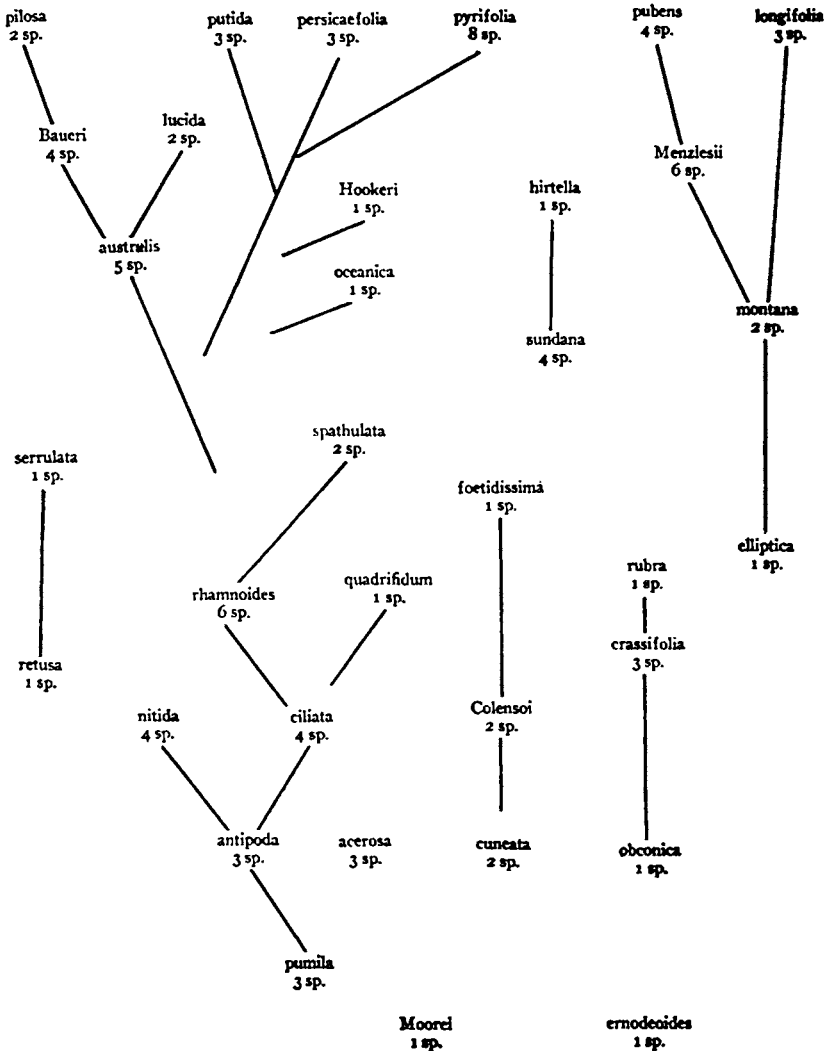 pilosa
2 sp.
putida
3 sp.
persicaefolia
3 sp.
pyrifolia
8 sp.
pubens
4 sp.
longifolia
3 sp.
Baueri
4 sp.
lucida
2 sp.
Menzlesii
6 sp.
Hookeri
1 sp.
hirtella
1 sp.
australis
5 sp.
oceanica
1 sp.
montana
2 sp.
sundana
4 sp.
spathulata
2 sp.
serrulata
1 sp.
foetidissima
1 sp.
elliptica
1 sp.
rubra
1 sp.
quadrifidum
1 sp.
rhamnoides
6 sp.
crassifolia
3 sp.
retusa
1 sp.
Colensoi
2 sp.
nitida
4 sp.
ciliata
4 sp.
antipoda
3 sp.
acerosa
3 sp.
cuneata
2 sp.
obconica
1 sp.
pumila
3 sp.
Moorei
1 sp.
ernodeoides
1 sp.